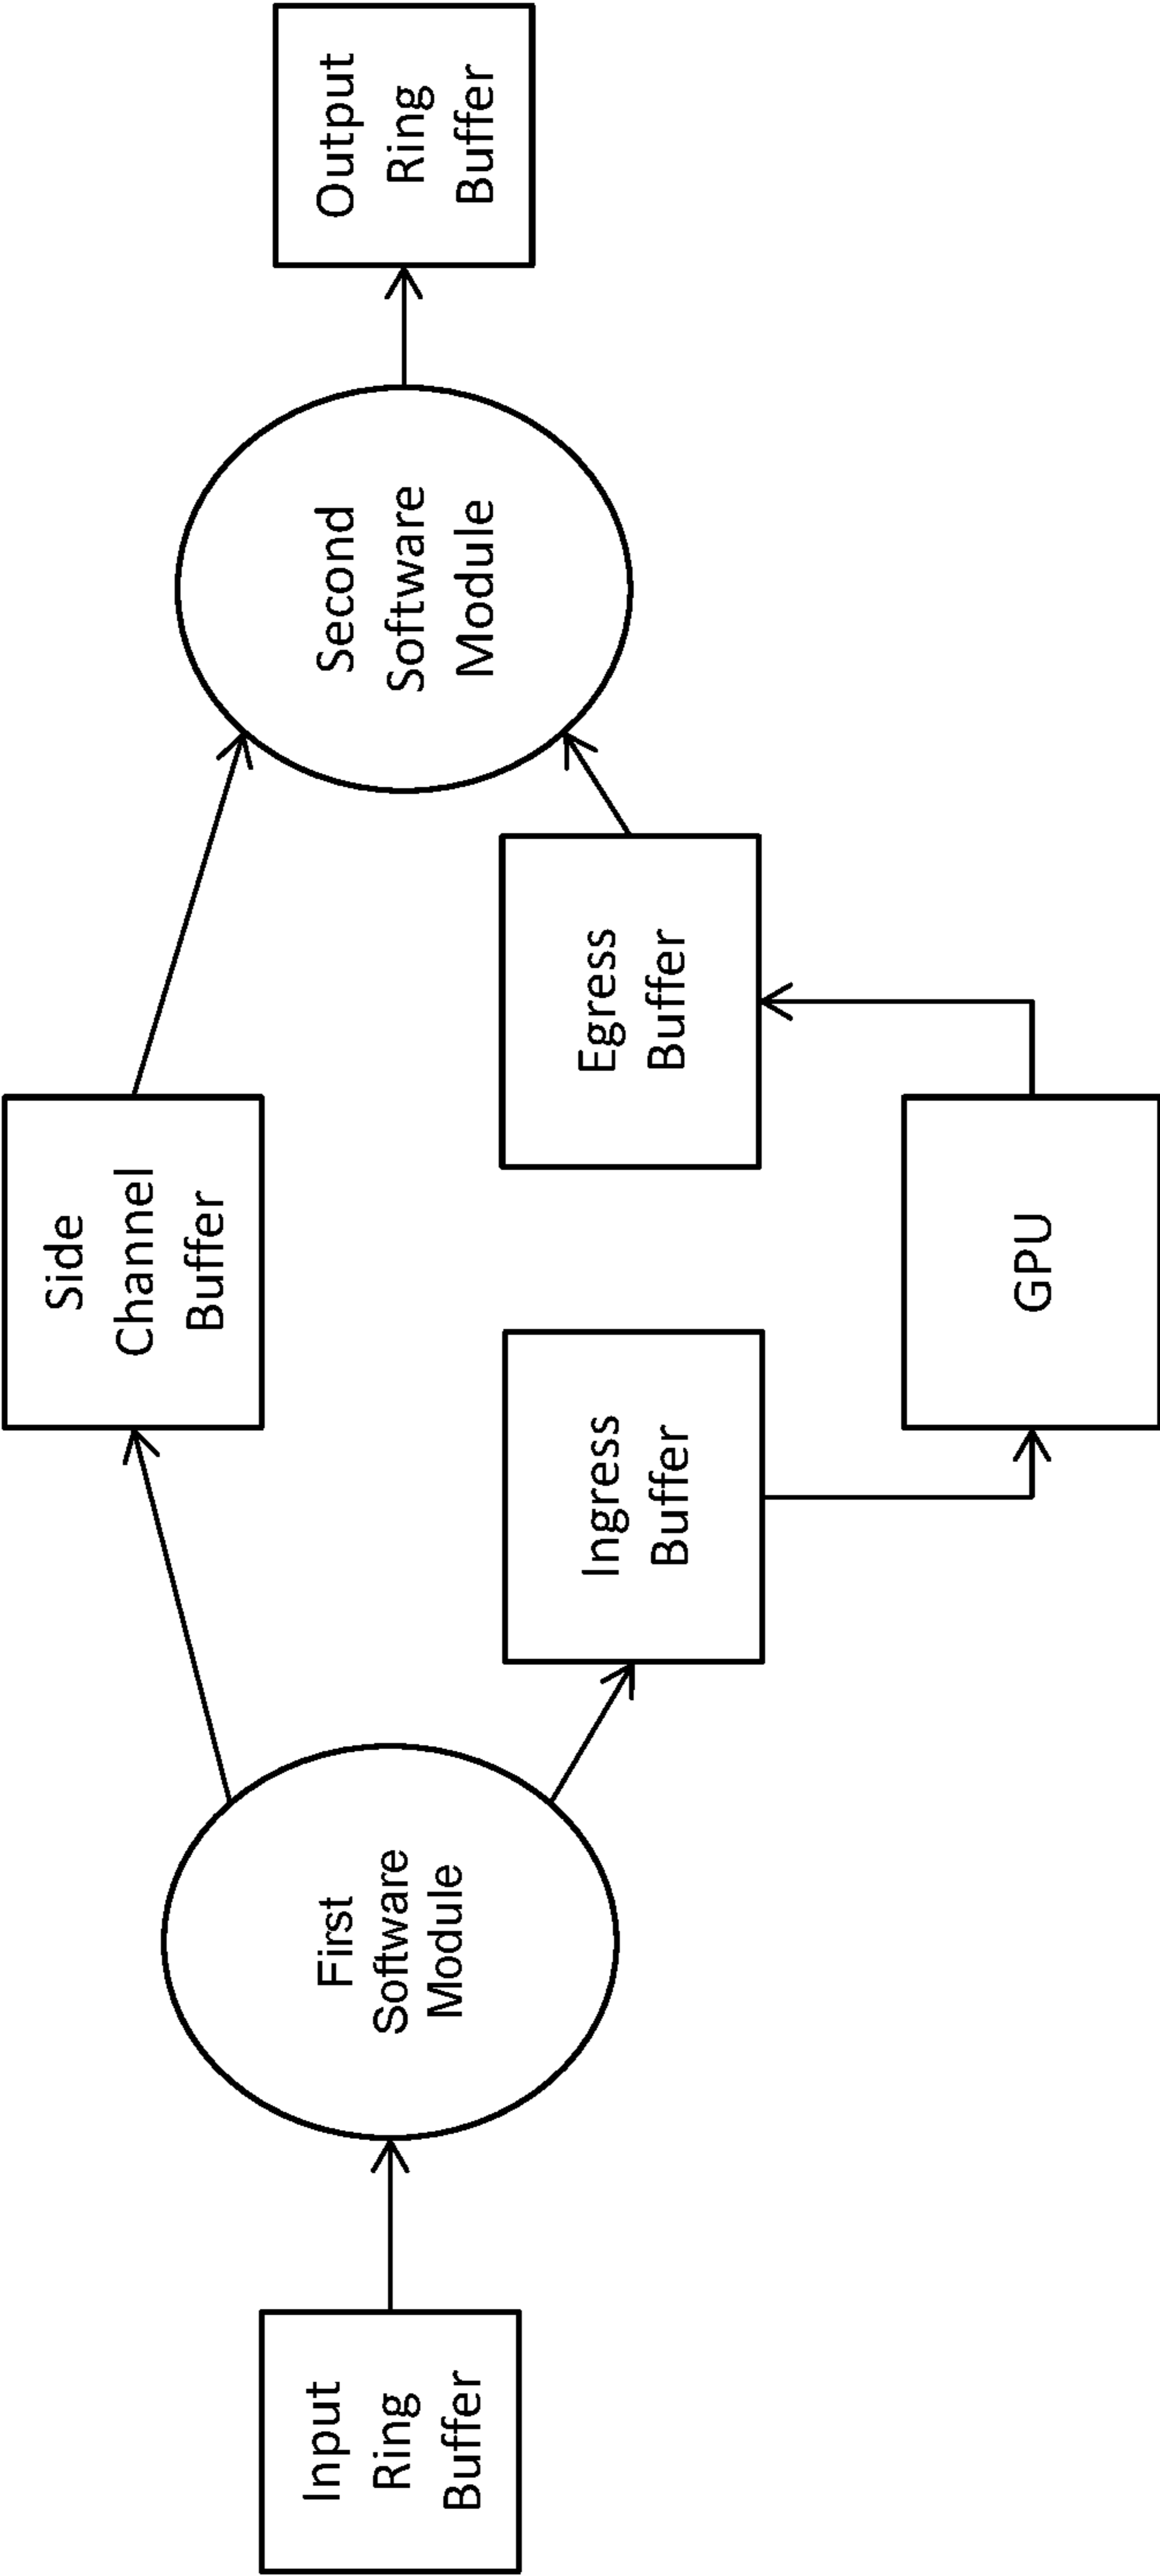 Input
Ring
Buffer
First
Software
Module
Side
Channel
Buffer
Ingress
Buffer
GPU
Egress
Buffer
Second
Software
Module
Output
Ring
Buffer